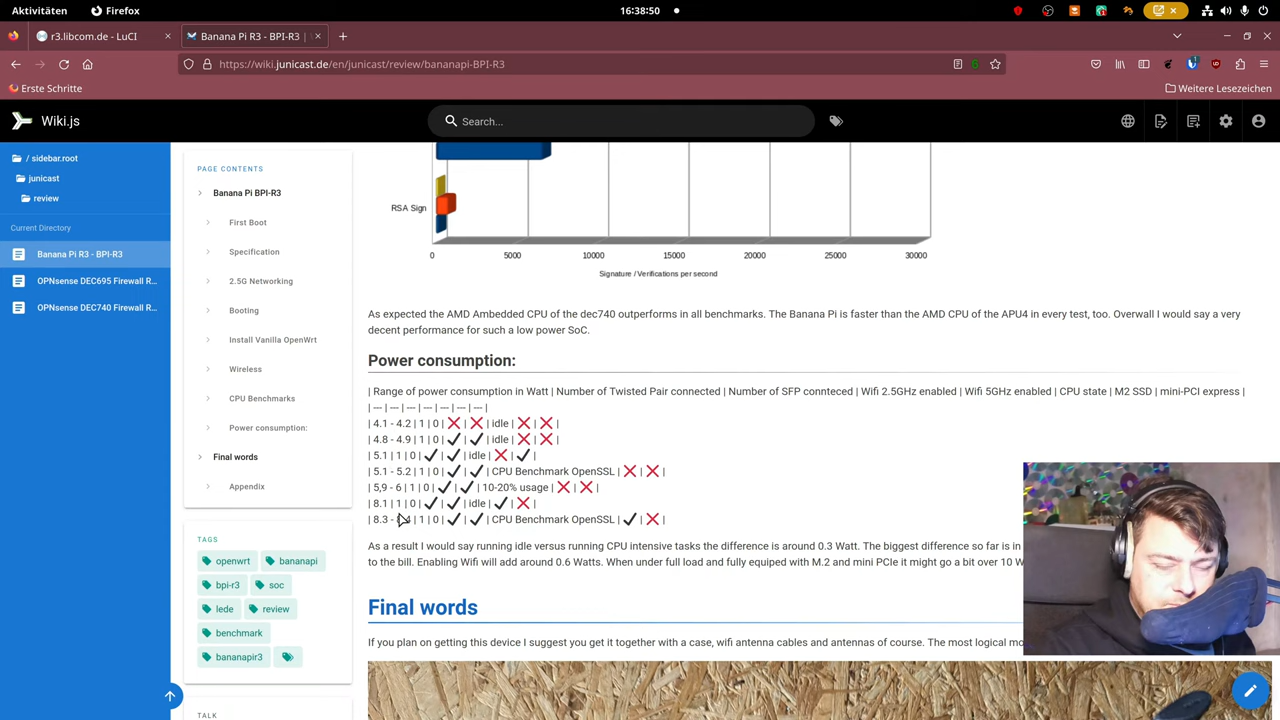 Aktivitäten
Firefox
16:38:50
r3.libcom.de - LuCI
Banana Pi R3 - BPI-R3 |
https://wiki.junicast.de/en/junicast/review/bananapi-BPI-R3
Erste Schritte
Weitere Lesezeichen
Wiki.js
Search...
/ sidebar.root
junicast
review
Current Directory
Banana Pi R3 - BPI-R3
OPNsense DEC695 Firewall R...
OPNsense DEC740 Firewall R...
PAGE CONTENTS
Banana Pi BPI-R3
First Boot
Specification
2.5G Networking
Booting
Install Vanilla OpenWrt
Wireless
CPU Benchmarks
Power consumption:
Final words
Appendix
TAGS
openwrt
bananapi
bpi-r3
soc
lede
review
benchmark
bananapir3
TALK
RSA Sign
0 5000 10000 15000 20000 25000 30000
Signature / Verifications per second
As expected the AMD Ambedded CPU of the dec740 outperforms in all benchmarks. The Banana Pi is faster than the AMD CPU of the APU4 in every test, too. Overwall I would say a very
decent performance for such a low power SoC.
Power consumption:
| Range of power consumption in Watt | Number of Twisted Pair connected | Number of SFP conntected | Wifi 2.5GHz enabled | Wifi 5GHz enabled | CPU state | M2 SSD | mini-PCI express |
| --- | --- | --- | --- | --- | --- | --- |
| 4.1 - 4.2 | 1 | 0 | ❌ | ❌ | idle | ❌ | ❌ |
| 4.8 - 4.9 | 1 | 0 | ✔ | ✔ | idle | ❌ | ❌ |
| 5.1 | 1 | 0 | ✔ | ✔ | idle | ❌ | ✔ |
| 5.1 - 5.2 | 1 | 0 | ✔ | ✔ | CPU Benchmark OpenSSL | ❌ | ❌ |
| 5,9 - 6 | 1 | 0 | ✔ | ✔ | 10-20% usage | ❌ | ❌ |
| 8.1 | 1 | 0 | ✔ | ✔ | idle | ✔ | ❌ |
| 8.3 - | 1 | 0 | ✔ | ✔ | CPU Benchmark OpenSSL | ✔ | ❌ |
As a result I would say running idle versus running CPU intensive tasks the difference is around 0.3 Watt. The biggest difference so far is in
to the bill. Enabling Wifi will add around 0.6 Watts. When under full load and fully equiped with M.2 and mini PCIe it might go a bit over 10 W
Final words
If you plan on getting this device I suggest you get it together with a case, wifi antenna cables and antennas of course. The most logical mo